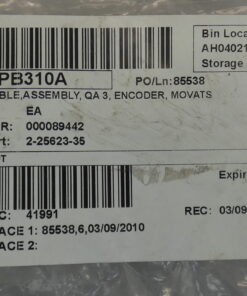 PB310A
PO/Ln: 85538
Bin Loca
AH04021
Storage
BLE,ASSEMBLY, QA 3, ENCODER, MOVATS
EA
R: 000089442
rt: 2-25623-35
T
Expir
C: 41991
REC: 03/09
ACE 1: 85538,6,03/09/2010
ACE 2: